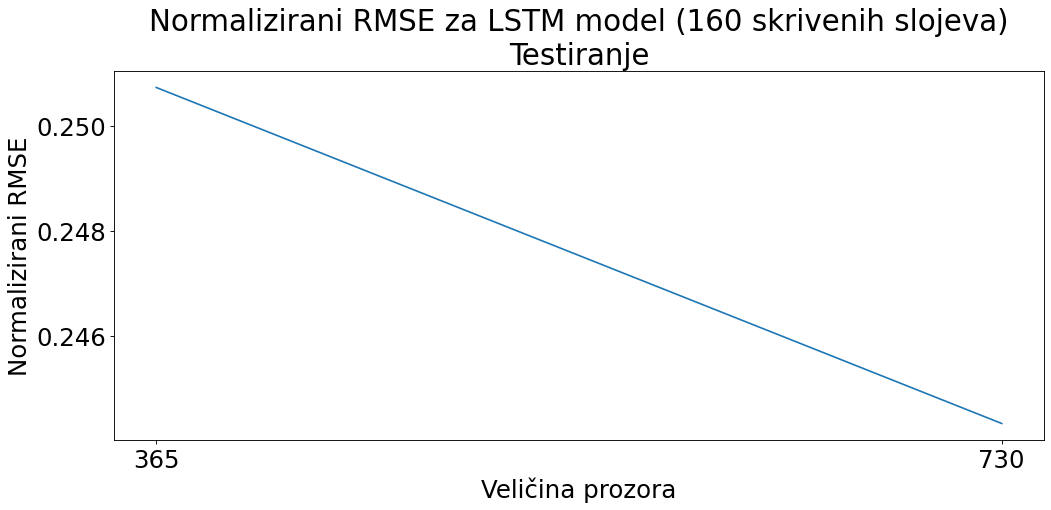 Normalizirani RMSE za LSTM model (160 skrivenih slojeva)
Testiranje
Normalizirani RMSE
0.250
0.248
0.246
365
730
Veličina prozora